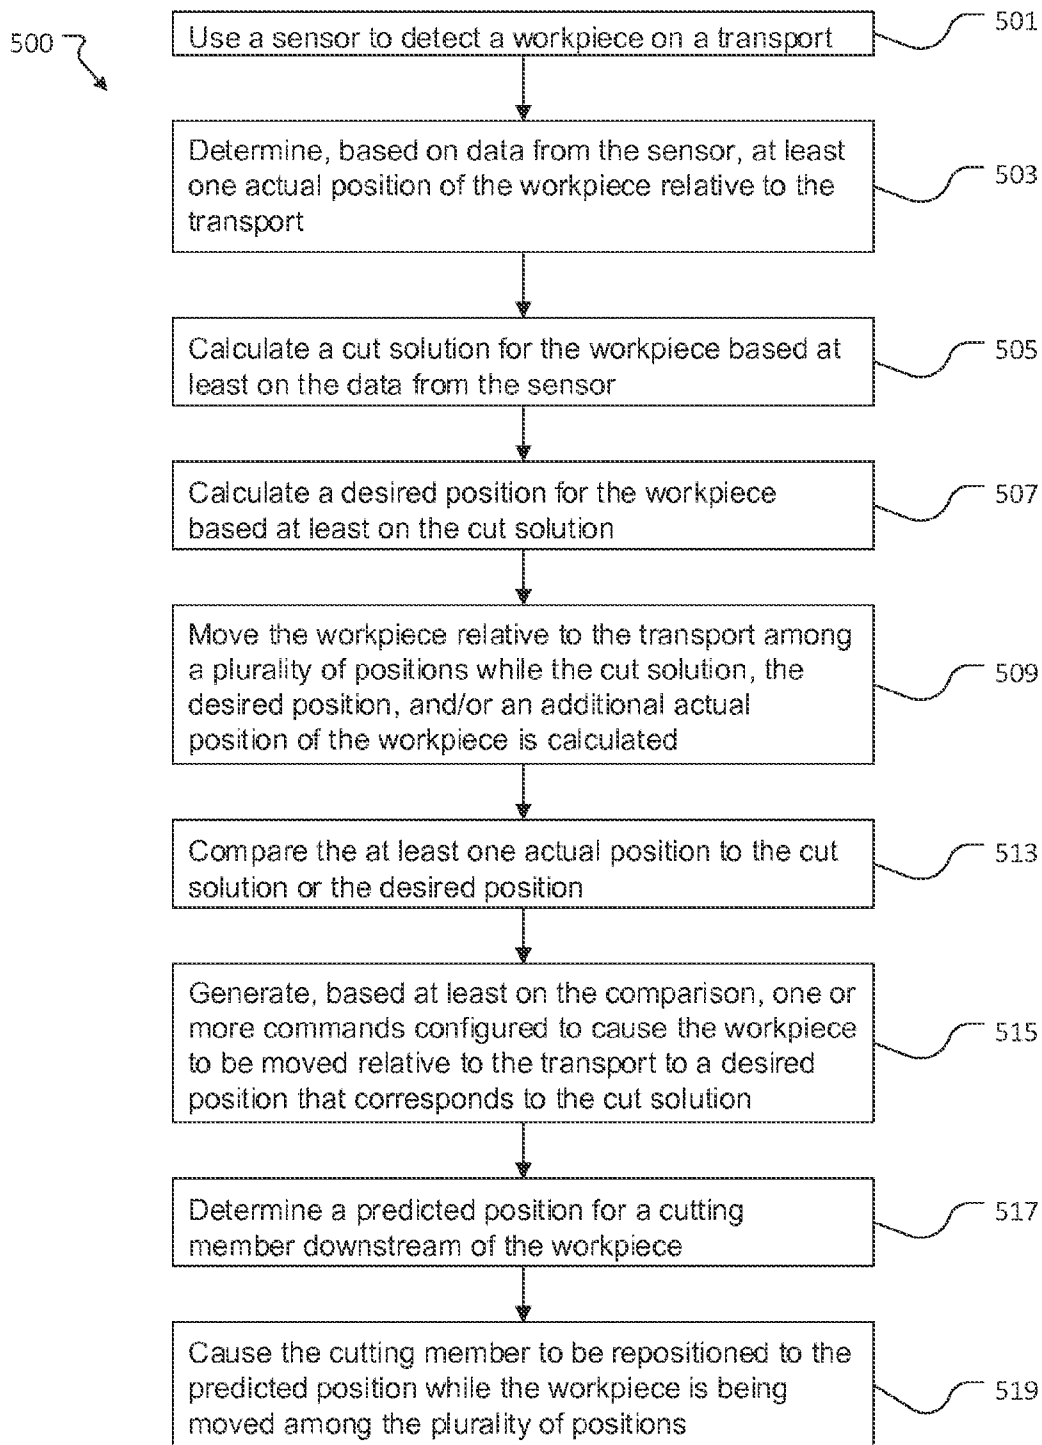 500
Use a sensor to detect a workpiece on a transport
501
Determine, based on data from the sensor, at least
one actual position of the workpiece relative to the
transport
503
Calculate a cut solution for the workpiece based at
least on the data from the sensor
505
Calculate a desired position for the workpiece
based at least on the cut solution
507
Move the workpiece relative to the transport among
a plurality of positions while the cut solution, the
desired position, and/or an additional actual
position of the workpiece is calculated
509
Compare the at least one actual position to the cut
solution or the desired position
513
Generate, based at least on the comparison, one or
more commands configured to cause the workpiece
to be moved relative to the transport to a desired
position that corresponds to the cut solution
515
Determine a predicted position for a cutting
member downstream of the workpiece
517
Cause the cutting member to be repositioned to the
predicted position while the workpiece is being
moved among the plurality of positions
519